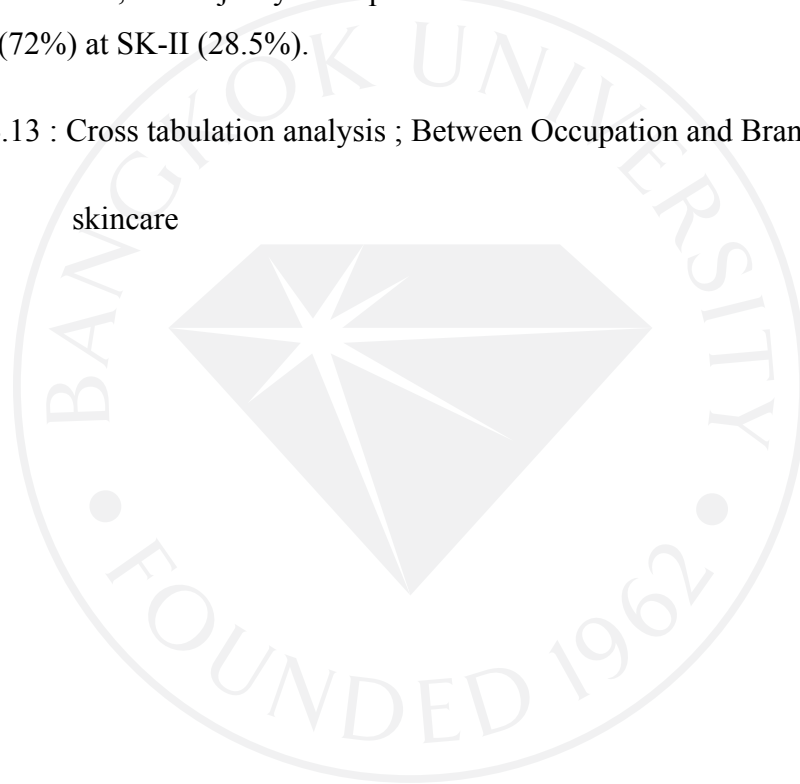 (72%) at SK-II (28.5%).
.13 : Cross tabulation analysis ; Between Occupation and Bran
skincare
BANGKOK UNIVERSITY
FOUNDED 1962